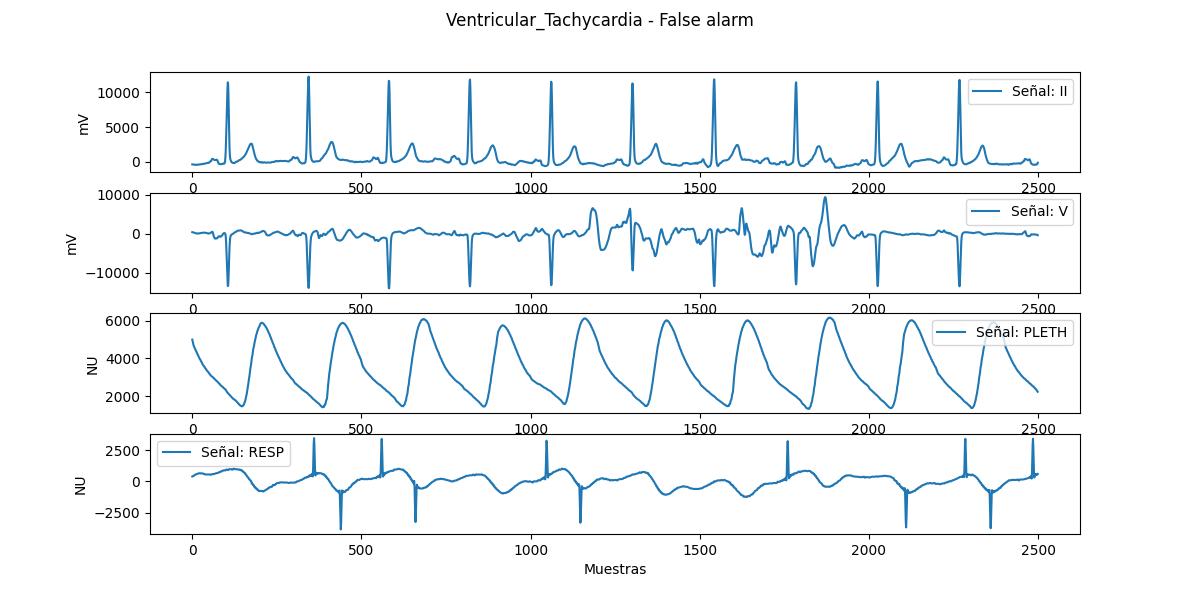 Ventricular_Tachycardia - False alarm
10000
5000
0
mV
Señal: II
0 500 1000 1500 2000 2500
10000
0
−10000
mV
Señal: V
0 500 1000 1500 2000 2500
6000
4000
2000
NU
Señal: PLETH
0 500 1000 1500 2000 2500
2500
0
−2500
NU
Señal: RESP
0 500 1000 1500 2000 2500
Muestras